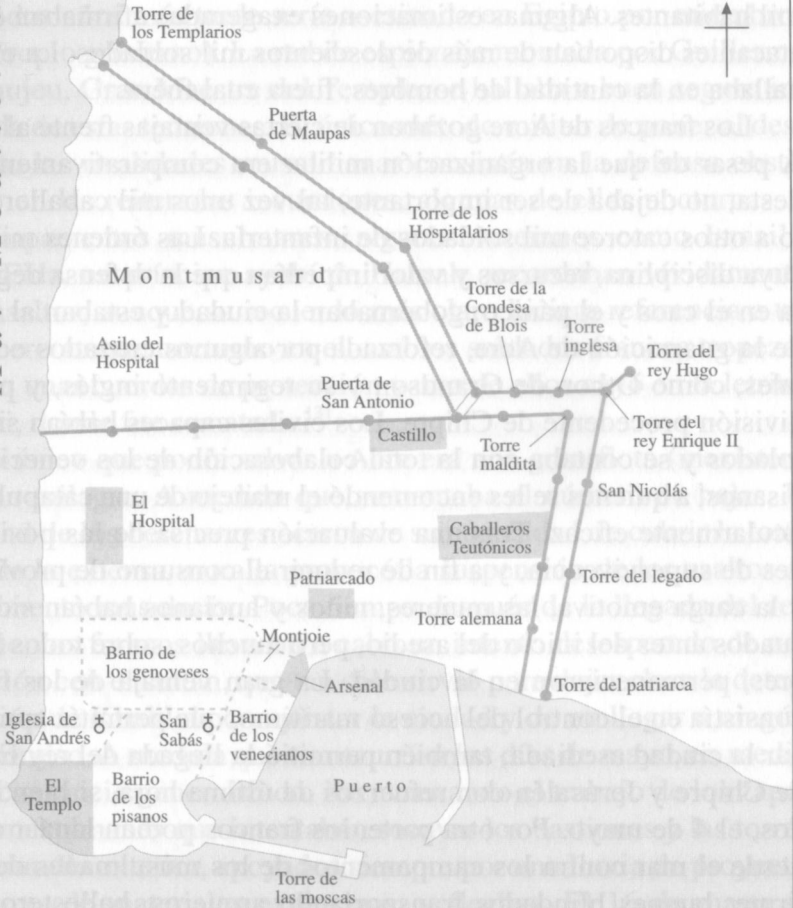 Torre de
los Templarios
Puerta
de Maupas
Torre de los
Hospitalarios
Montmusard
Torre de la
Condesa
de Blois
Torre
inglesa
Torre del
rey Hugo
Asilo del
Hospital
Puerta de
San Antonio
Castillo
Torre
maldita
Torre del
rey Enrique II
San Nicolás
El
Hospital
Caballeros
Teutónicos
Patriarcado
Torre del legado
Torre alemana
Montjoie
Barrio de
los genoveses
Arsenal
Torre del patriarca
Iglesia de
San Andrés
San
Sabás
Barrio
de los
venecianos
El
Templo
Barrio
de los
pisanos
Puerto
Torre de
las moscas